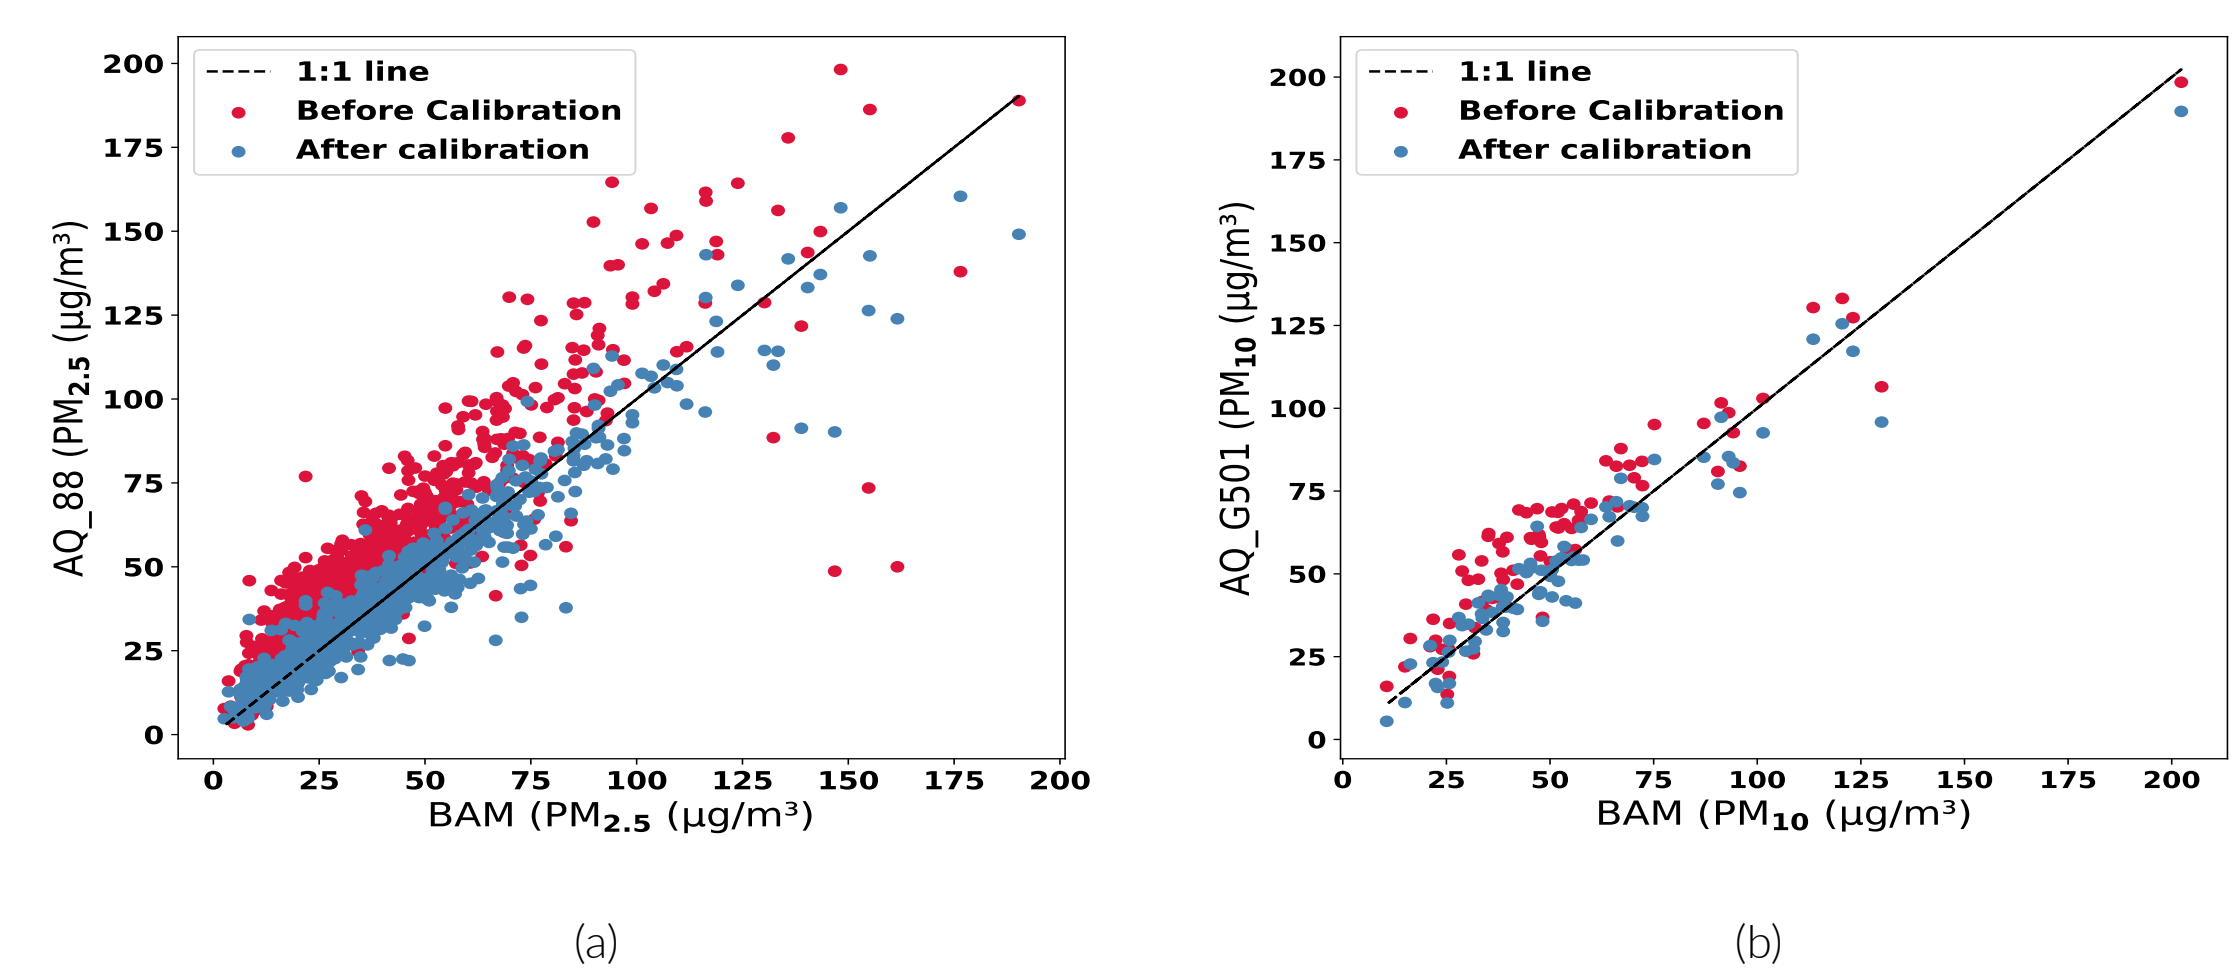 1:1 line
Before Calibration
After calibration
200
175
150
125
100
75
50
25
0
AQ_88 (PM2.5 (µg/m³)
0 25 50 75 100 125 150 175 200
BAM (PM2.5 (µg/m³)
(a)
1:1 line
Before Calibration
After calibration
200
175
150
125
100
75
50
25
0
AQ_G501 (PM10 (µg/m³)
0 25 50 75 100 125 150 175 200
BAM (PM10 (µg/m³)
(b)